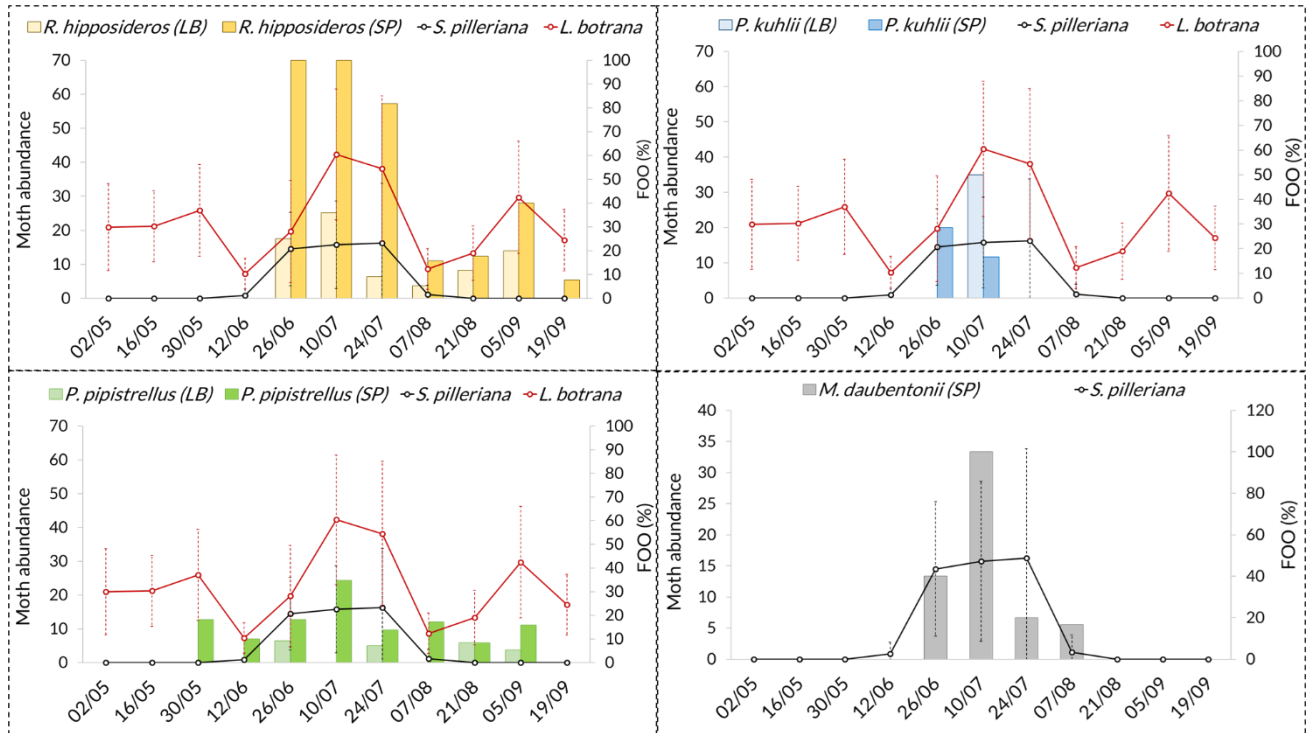 R. hipposideros (LB) R. hipposideros (SP) S. pilleriana L. botrana
70 100
60 90
50 80
40 70
30 60
20 50
10 40
0 30
20
10
0
Moth abundance
FOO (%)
02/05 16/05 30/05 12/06 26/06 10/07 24/07 07/08 21/08 05/09 19/09
P. kuhlii (LB) P. kuhlii (SP) S. pilleriana L. botrana
70 100
60 90
50 80
40 70
30 60
20 50
10 40
0 30
20
10
0
Moth abundance
FOO (%)
02/05 16/05 30/05 12/06 26/06 10/07 24/07 07/08 21/08 05/09 19/09
P. pipistrellus (LB) P. pipistrellus (SP) S. pilleriana L. botrana
70 100
60 90
50 80
40 70
30 60
20 50
10 40
0 30
20
10
0
Moth abundance
FOO (%)
02/05 16/05 30/05 12/06 26/06 10/07 24/07 07/08 21/08 05/09 19/09
M. daubentonii (SP) S. pilleriana
40 120
35 100
30 80
25 60
20 40
15 20
10 0
5
0
Moth abundance
FOO (%)
02/05 16/05 30/05 12/06 26/06 10/07 24/07 07/08 21/08 05/09 19/09